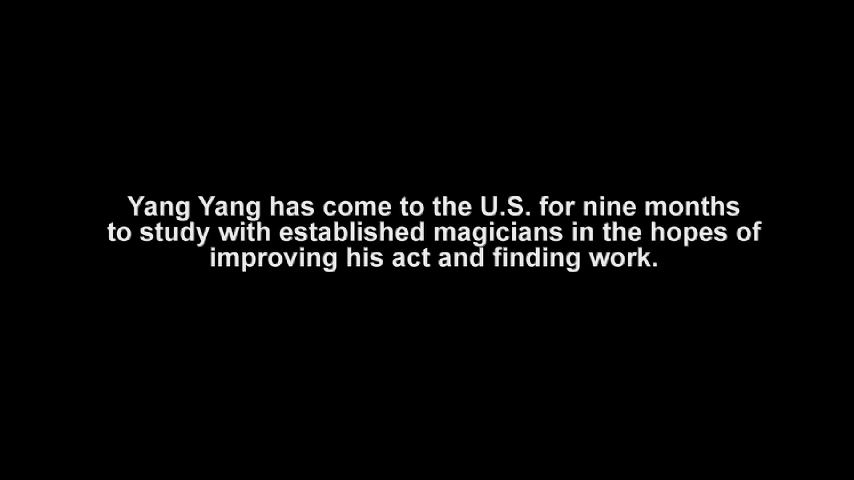 Yang Yang has come to the U.S. for nine months
to study with established magicians in the hopes of
improving his act and finding work.